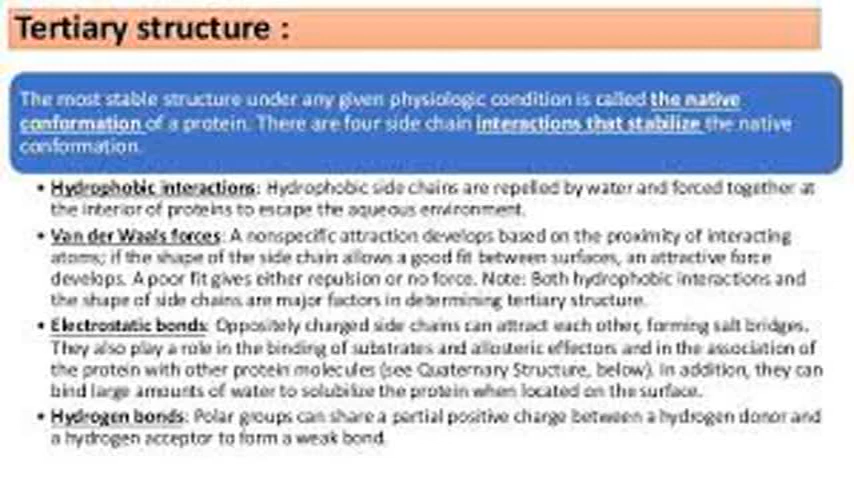 Tertiary structure :
The most stable structure under any given physiologic condition is called the native
conformation of a protein. There are four side chain interactions that stabilize the native
conformation.
• Hydrophobic interactions: Hydrophobic side chains are repelled by water and forced together at
the interior of proteins to escape the aqueous environment.
• Van der Waals forces: A nonspecific attraction develops based on the proximity of interacting
atoms; if the shape of the side chain allows a good fit between surfaces, an attractive force
develops. A poor fit gives either repulsion or no force. Note: Both hydrophobic interactions and
the shape of side chains are major factors in determining tertiary structure.
• Electrostatic bonds: Oppositely charged side chains can attract each other, forming salt bridges.
They also play a role in the binding of substrates and allosteric effectors and in the association of
the protein with other protein molecules (see Quaternary Structure, below). In addition, they can
bind large amounts of water to solubilize the protein when located on the surface.
• Hydrogen bonds: Polar groups can share a partial positive charge between a hydrogen donor and
a hydrogen acceptor to form a weak bond.